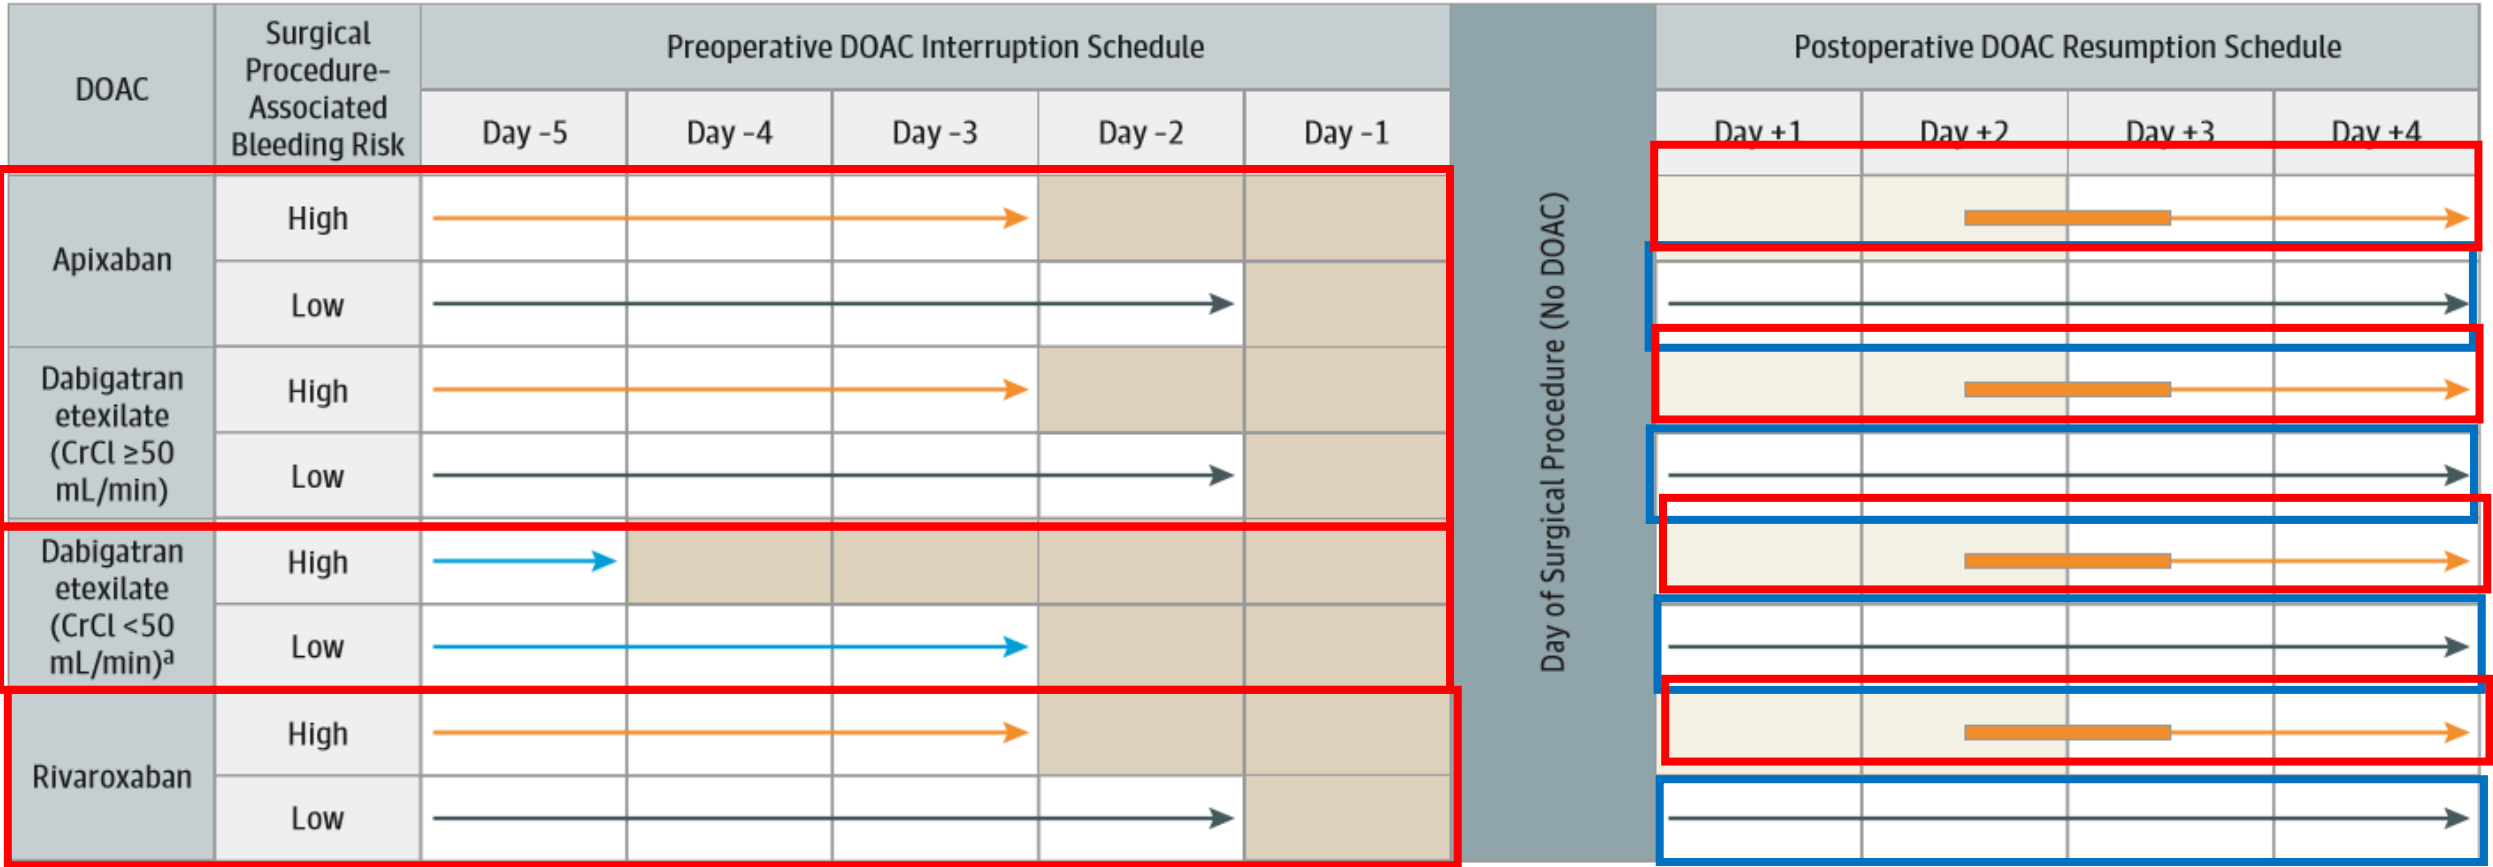 DOAC
Surgical
Procedure–
Associated
Bleeding Risk
Preoperative DOAC Interruption Schedule
Day –5
Day –4
Day –3
Day –2
Day –1
Day of Surgical Procedure (No DOAC)
Postoperative DOAC Resumption Schedule
Day +1
Day +2
Day +3
Day +4
Apixaban
High
Low
Dabigatran
etexilate
(CrCl ≥50
mL/min)
High
Low
Dabigatran
etexilate
(CrCl <50
mL/min)ª
High
Low
Rivaroxaban
High
Low